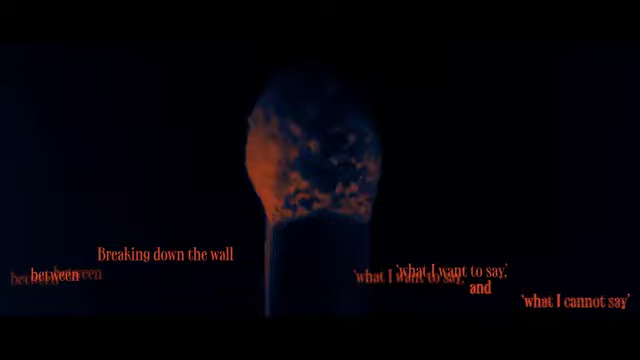 Breaking down the wall
between
'what I want to say,'
and
'what I cannot say'